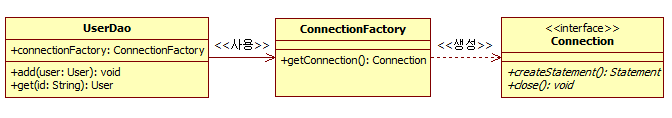 UserDao
+connectionFactory: ConnectionFactory
+add(user: User): void
+get(id: String): User
<<사용>>
ConnectionFactory
+getConnection(): Connection
<<생성>>
<<interface>>
Connection
+createStatement(): Statement
+close(): void